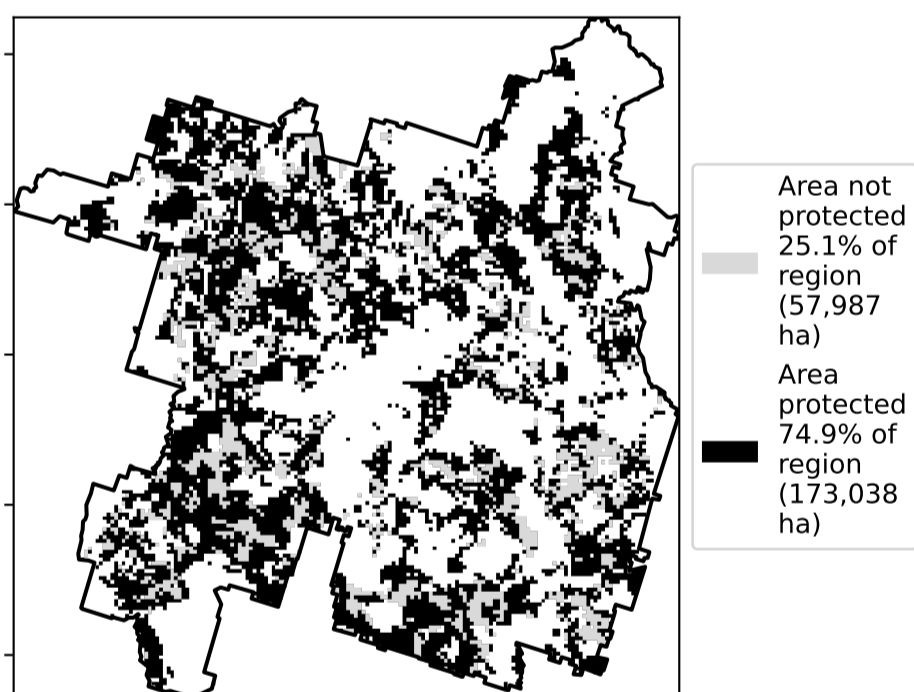 Area not
protected
25.1% of
region
(57,987
ha)
Area
protected
74.9% of
region
(173,038
ha)